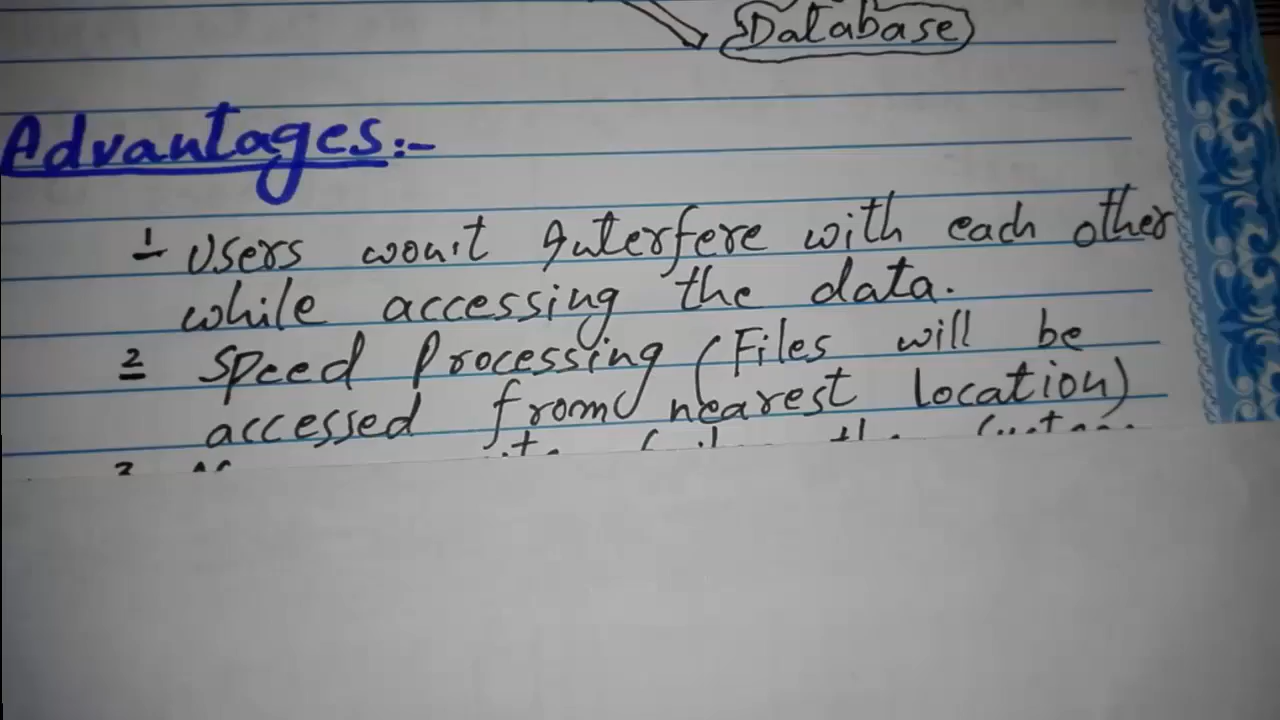 Database
Advantages:-
1- Users won't Interfere with each other
while accessing the data.
2= Speed Processing (Files will be
accessed from nearest location)